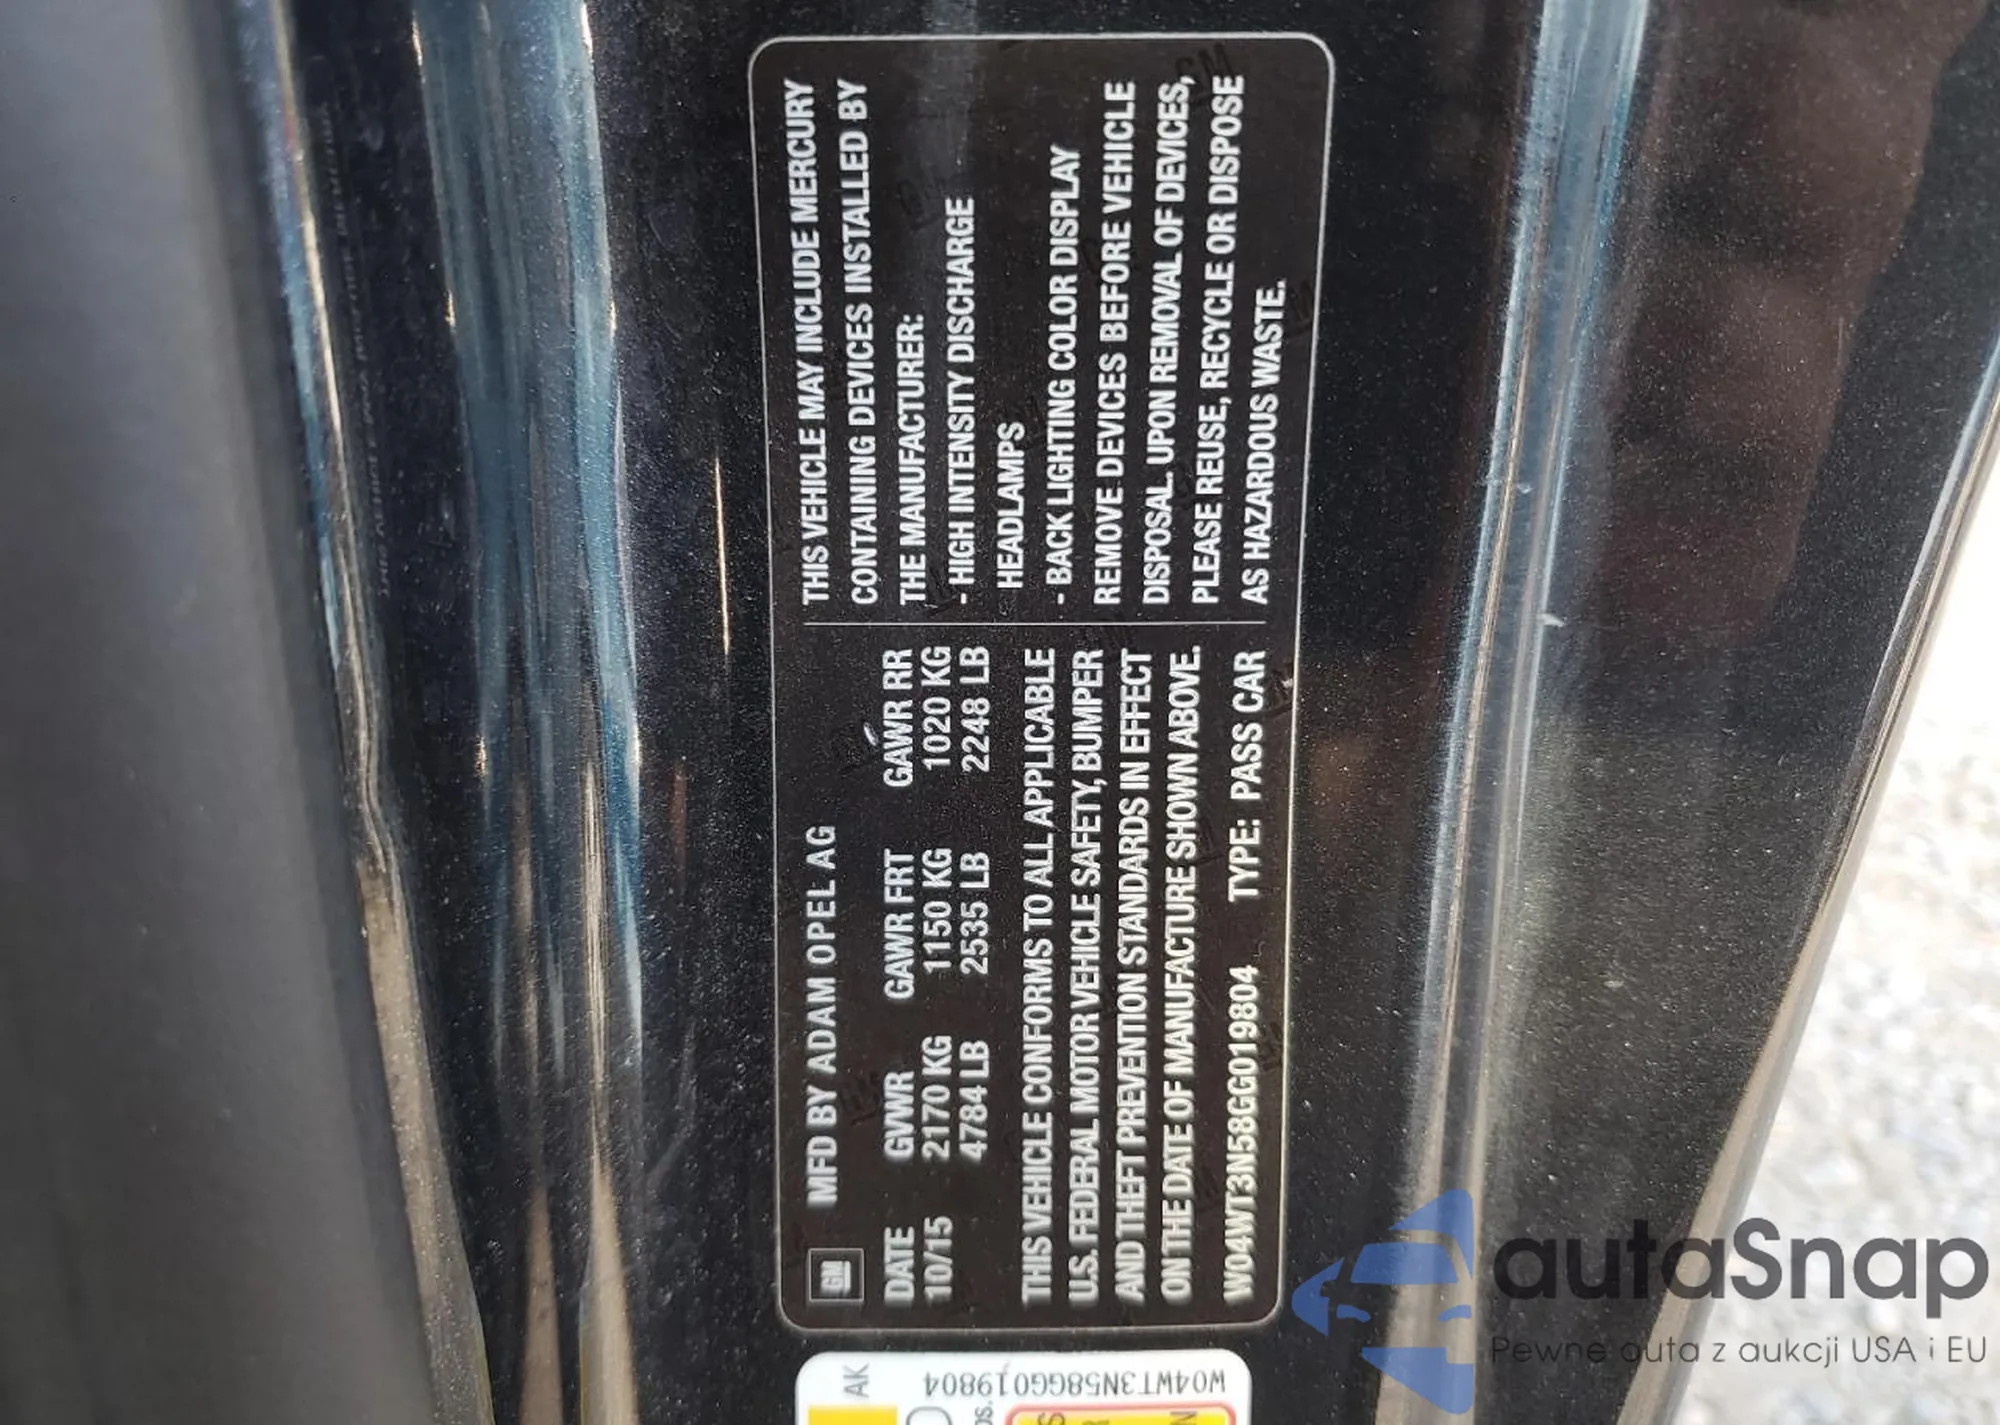 GM MFD BY ADAM OPEL AG
DATE GVWR GAWR FRT GAWR RR
10/15 2170 KG 1150 KG 1020 KG
4784 LB 2535 LB 2248 LB
THIS VEHICLE CONFORMS TO ALL APPLICABLE
U.S. FEDERAL MOTOR VEHICLE SAFETY, BUMPER
AND THEFT PREVENTION STANDARDS IN EFFECT
ON THE DATE OF MANUFACTURE SHOWN ABOVE.
W04WT3N58GG019804 TYPE: PASS CAR
THIS VEHICLE MAY INCLUDE MERCURY
CONTAINING DEVICES INSTALLED BY
THE MANUFACTURER:
- HIGH INTENSITY DISCHARGE
HEADLAMPS
- BACK LIGHTING COLOR DISPLAY
REMOVE DEVICES BEFORE VEHICLE
DISPOSAL. UPON REMOVAL OF DEVICES,
PLEASE REUSE, RECYCLE OR DISPOSE
AS HAZARDOUS WASTE.
AK
W04WT3N58GG019804
autaSnap
Pewne auta z aukcji USA i EU